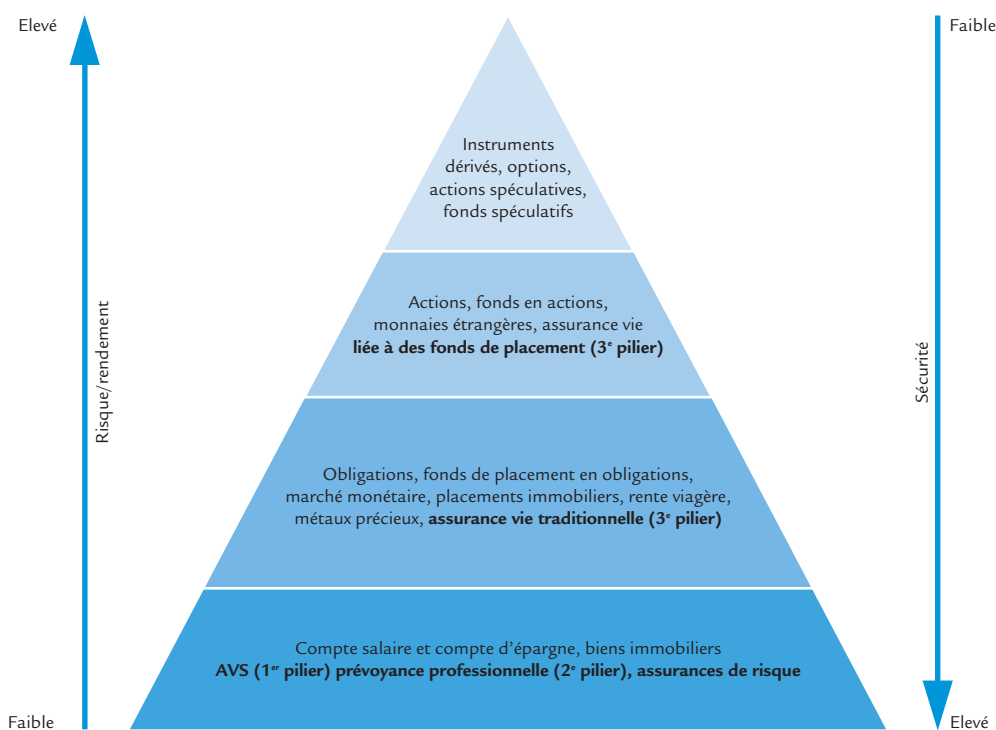 Elevé
Faible
Instruments
dérivés, options,
actions spéculatives,
fonds spéculatifs
Actions, fonds en actions,
monnaies étrangères, assurance vie
liée à des fonds de placement (3e pilier)
Risque/rendement
Sécurité
Obligations, fonds de placement en obligations,
marché monétaire, placements immobiliers, rente viagère,
métaux précieux, assurance vie traditionnelle (3e pilier)
Compte salaire et compte d’épargne, biens immobiliers
AVS (1er pilier) prévoyance professionnelle (2e pilier), assurances de risque
Faible
Elevé